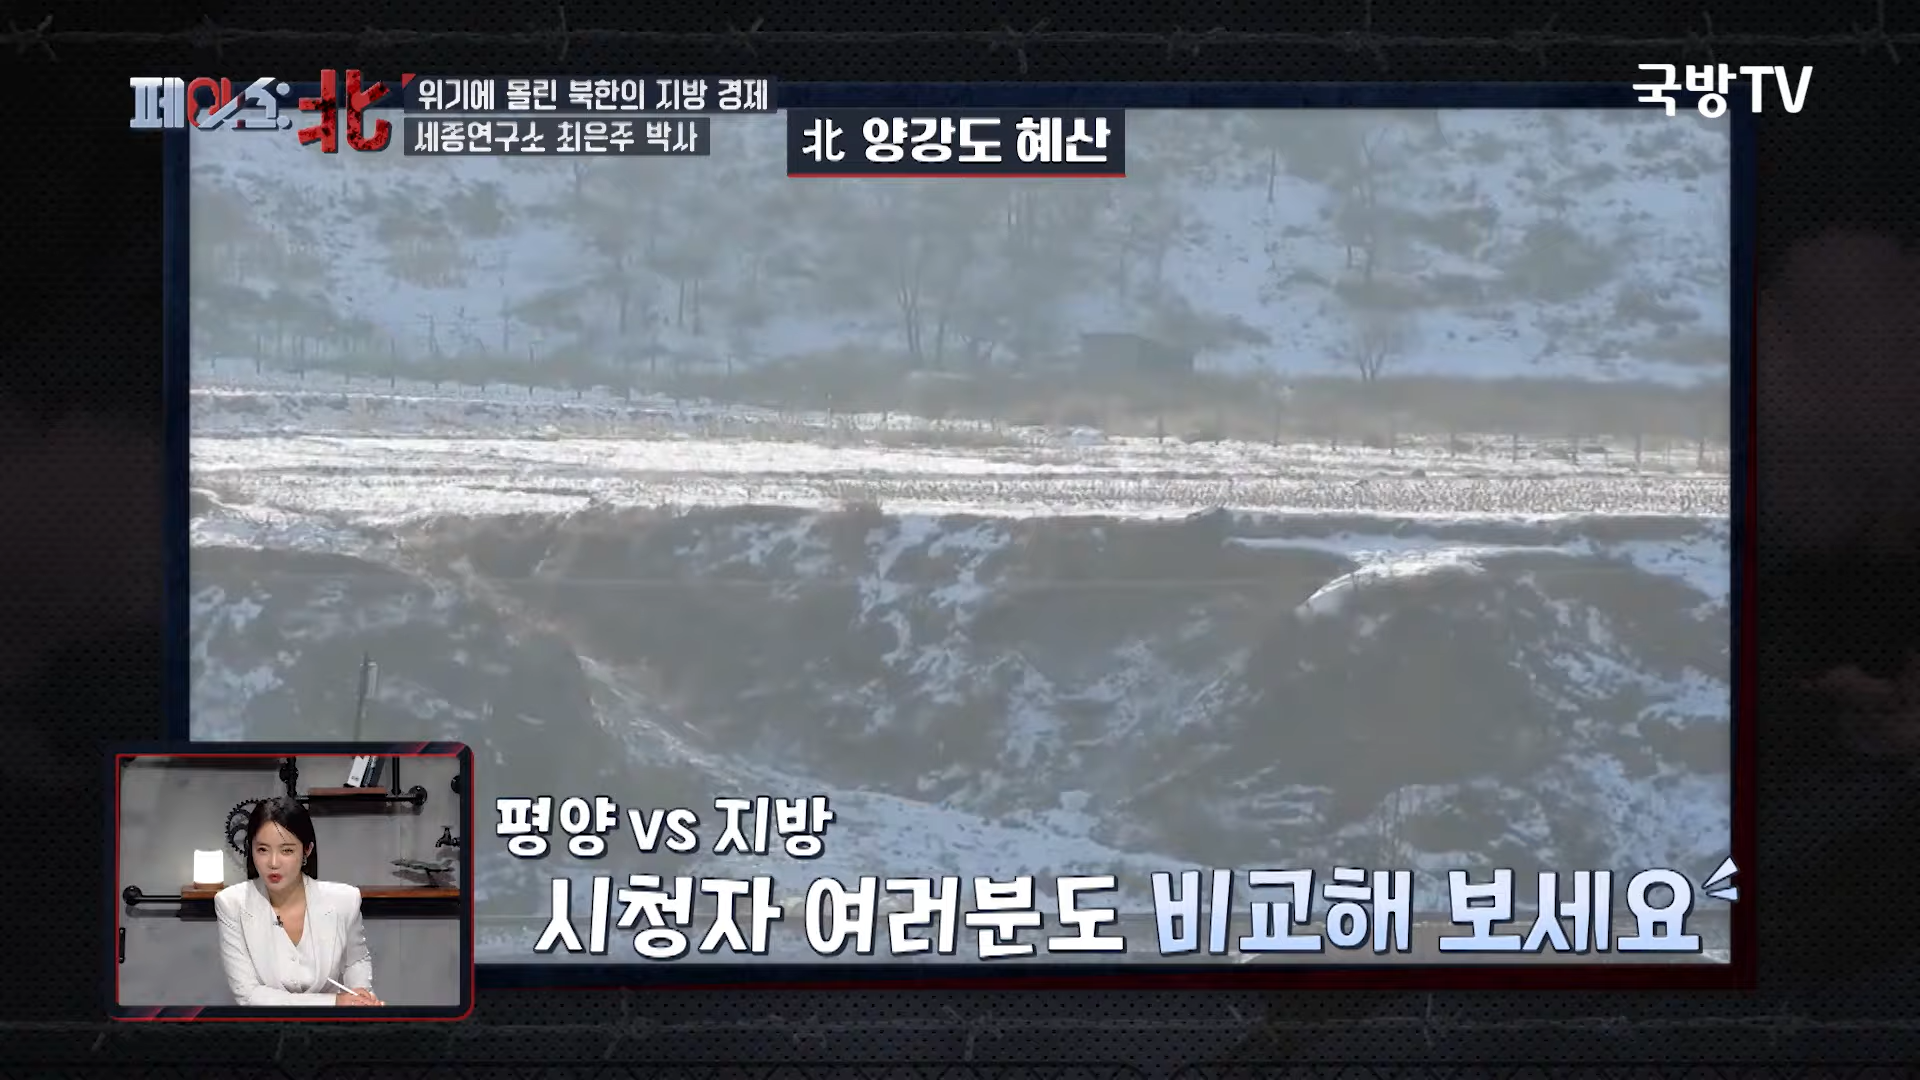 페이스:北
위기에 몰린 북한의 지방 경제
세종연구소 최은주 박사
국방TV
北 양강도 혜산
평양 vs 지방
시청자 여러분도 비교해 보세요